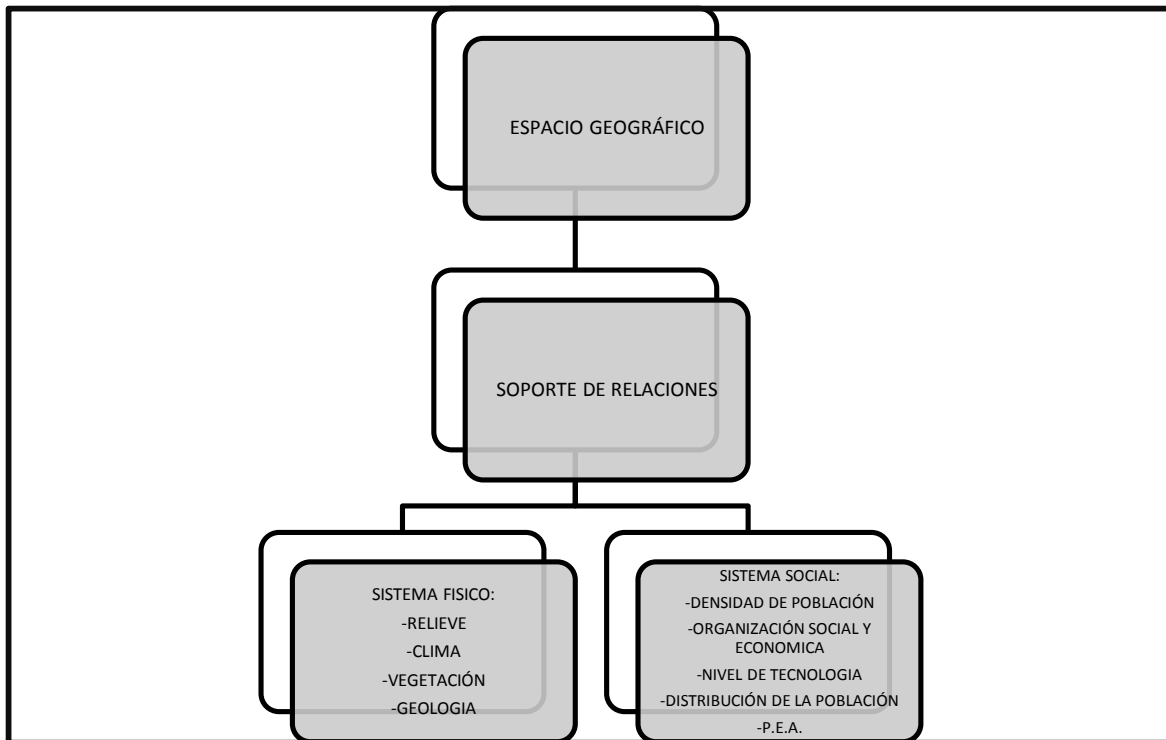 ESPACIO GEOGRÁFICO
SOPORTE DE RELACIONES
SISTEMA FISICO:
-RELIEVE
-CLIMA
-VEGETACIÓN
-GEOLOGIA
SISTEMA SOCIAL:
-DENSIDAD DE POBLACIÓN
-ORGANIZACIÓN SOCIAL Y
ECONOMICA
-NIVEL DE TECNOLOGIA
-DISTRIBUCIÓN DE LA POBLACIÓN
-P.E.A.